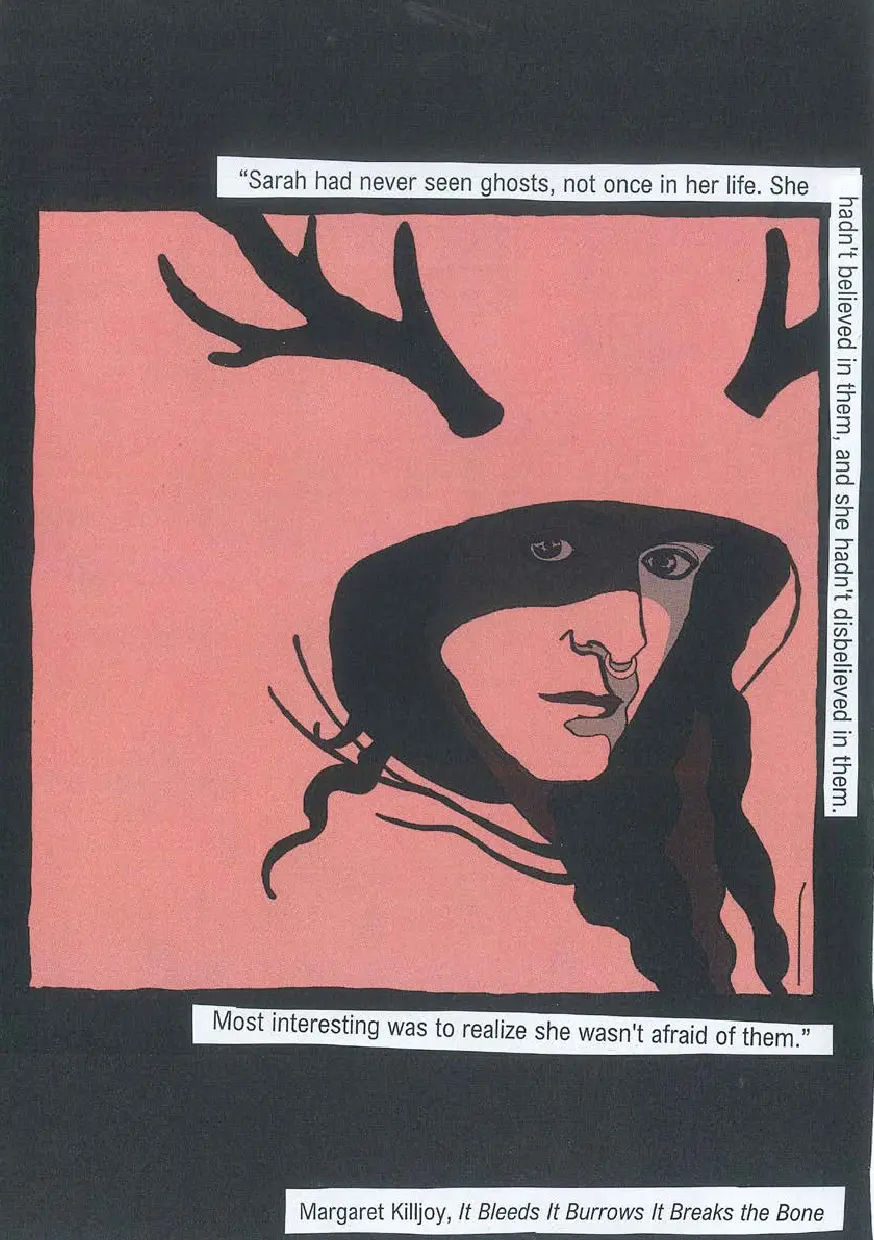 “Sarah had never seen ghosts, not once in her life. She
hadn't believed in them, and she hadn't disbelieved in them.
Most interesting was to realize she wasn't afraid of them.”
Margaret Killjoy, It Bleeds It Burrows It Breaks the Bone